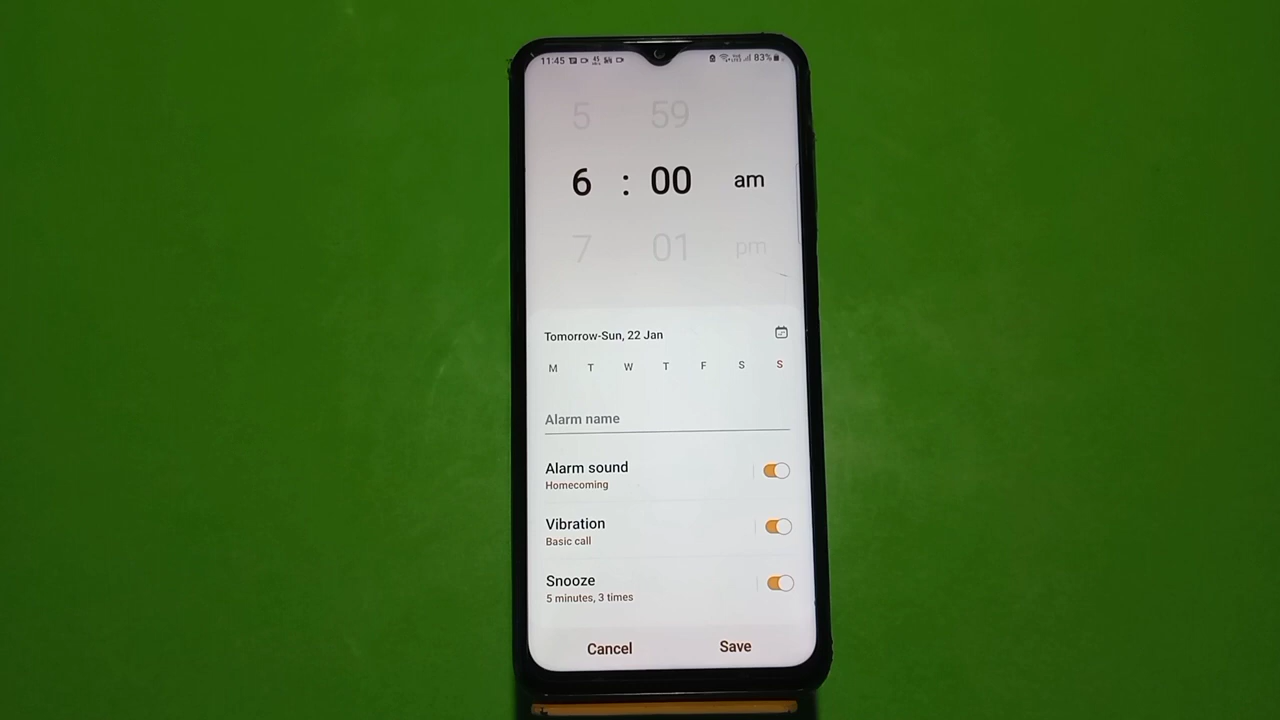 11:45 83%
5 59
6 : 00 am
7 01 pm
Tomorrow-Sun, 22 Jan
M T W T F S S
Alarm name
Alarm sound
Homecoming
Vibration
Basic call
Snooze
5 minutes, 3 times
Cancel Save